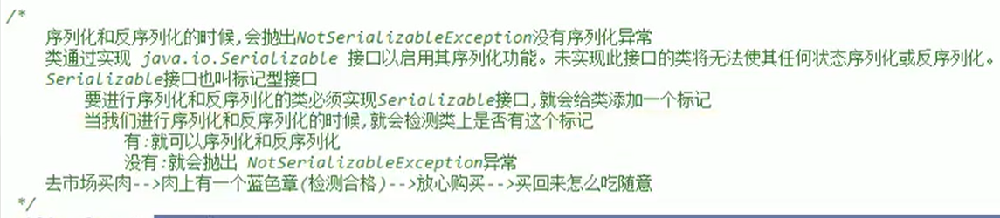 /*
序列化和反序列化的时候,会抛出NotSerializableException没有序列化异常
类通过实现 java.io.Serializable 接口以启用其序列化功能。未实现此接口的类将无法使其任何状态序列化或反序列化。
Serializable接口也叫标记型接口
要进行序列化和反序列化的类必须实现Serializable接口,就会给类添加一个标记
当我们进行序列化和反序列化的时候,就会检测类上是否有这个标记
有:就可以序列化和反序列化
没有:就会抛出 NotSerializableException异常
去市场买肉-->肉上有一个蓝色章(检测合格)-->放心购买-->买回来怎么吃随意
*/